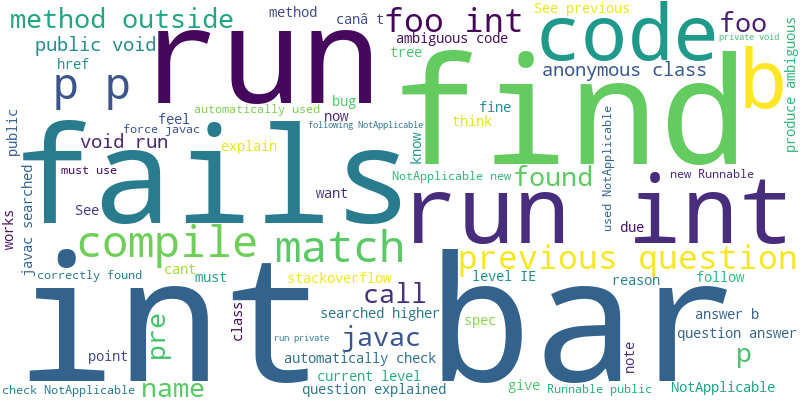 method outside
method
canâ t
foo int
See previous
code
foo
private void
run
ambiguous code
public void
href
tree
anonymous class
p p
find
b
produce ambiguous
automatically used
bug
fine
feel
now
following NotApplicable
think
force javac
public
void run
explain
know
fails
must use
NotApplicable new
found
new Runnable
used NotApplicable
want
javac searched
See
run int
due
works
compile
match
previous question
cant
must
stackoverflow
level IE
reason
follow
correctly found
int bar
call
searched higher
spec
answer b
class
pre
run private
javac
question answer
point
automatically check
note
p
current level
check NotApplicable
name
question explained
give
Runnable public
NotApplicable